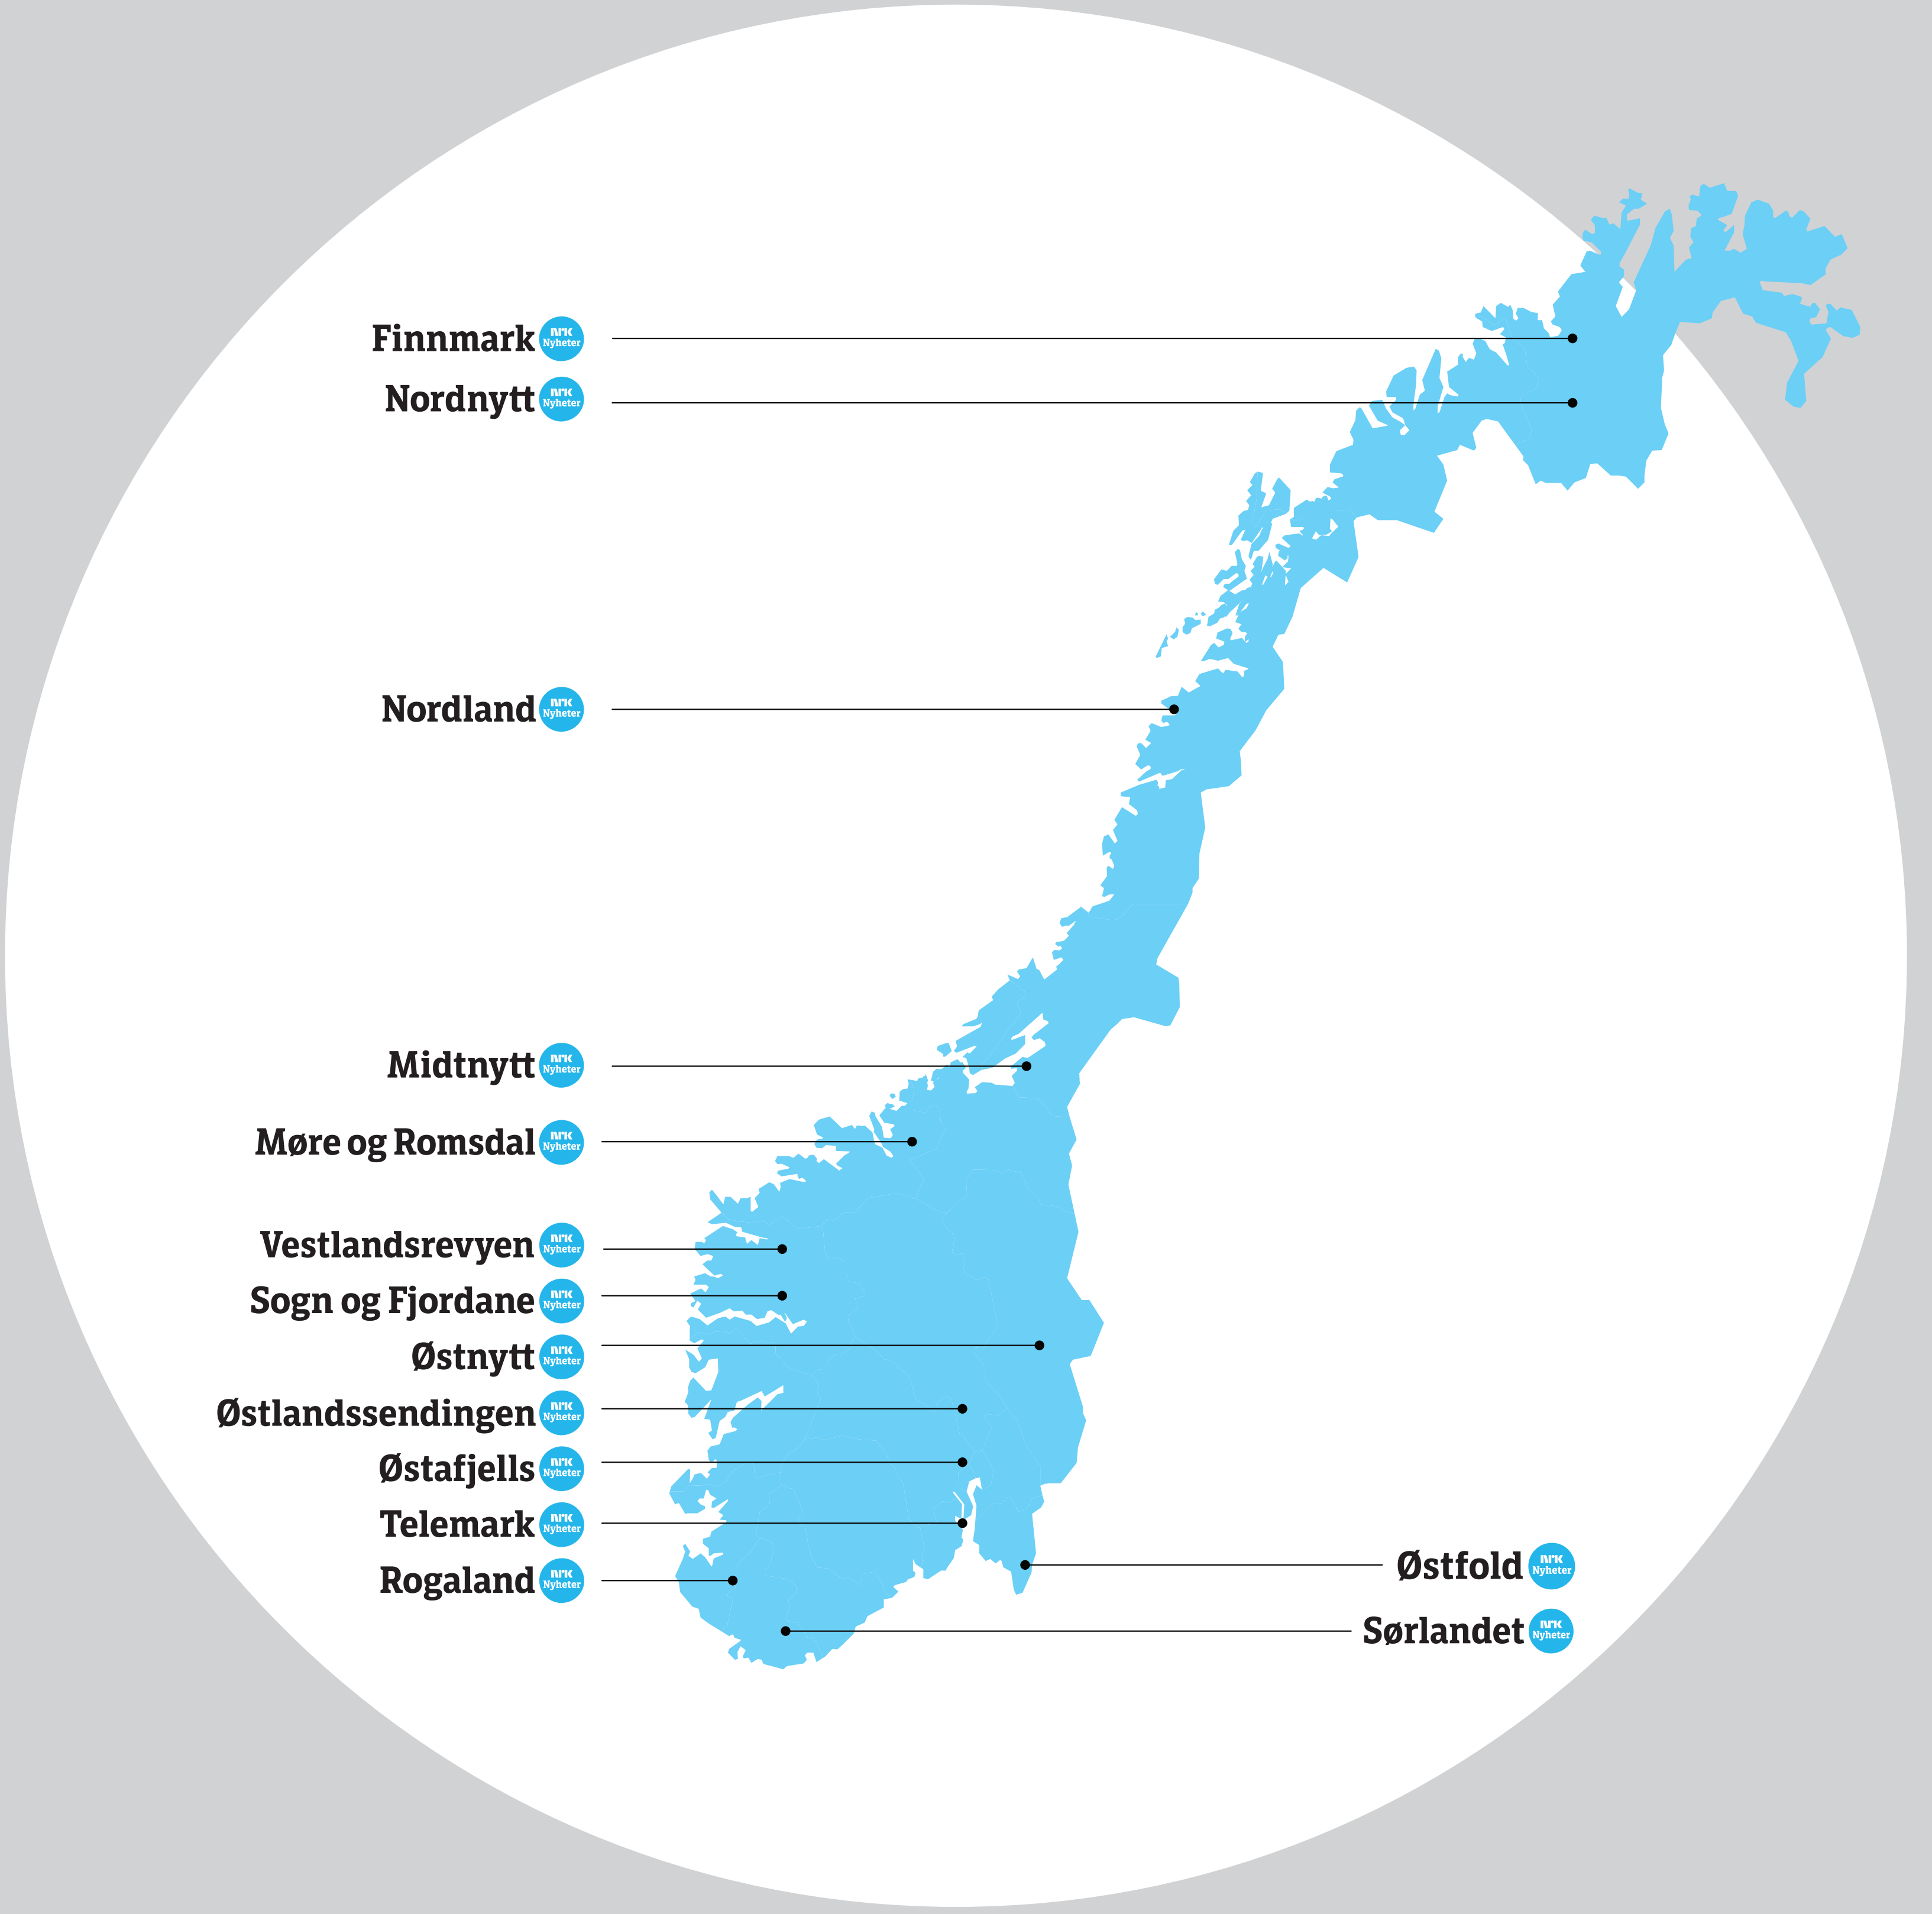 Finnmark NRK Nyheter
Nordnytt NRK Nyheter
Nordland NRK Nyheter
Midtnytt NRK Nyheter
Møre og Romsdal NRK Nyheter
Vestlandsrevyen NRK Nyheter
Sogn og Fjordane NRK Nyheter
Østnytt NRK Nyheter
Østlandssendingen NRK Nyheter
Østafjells NRK Nyheter
Telemark NRK Nyheter
Rogaland NRK Nyheter
Østfold NRK Nyheter
Sørlandet NRK Nyheter